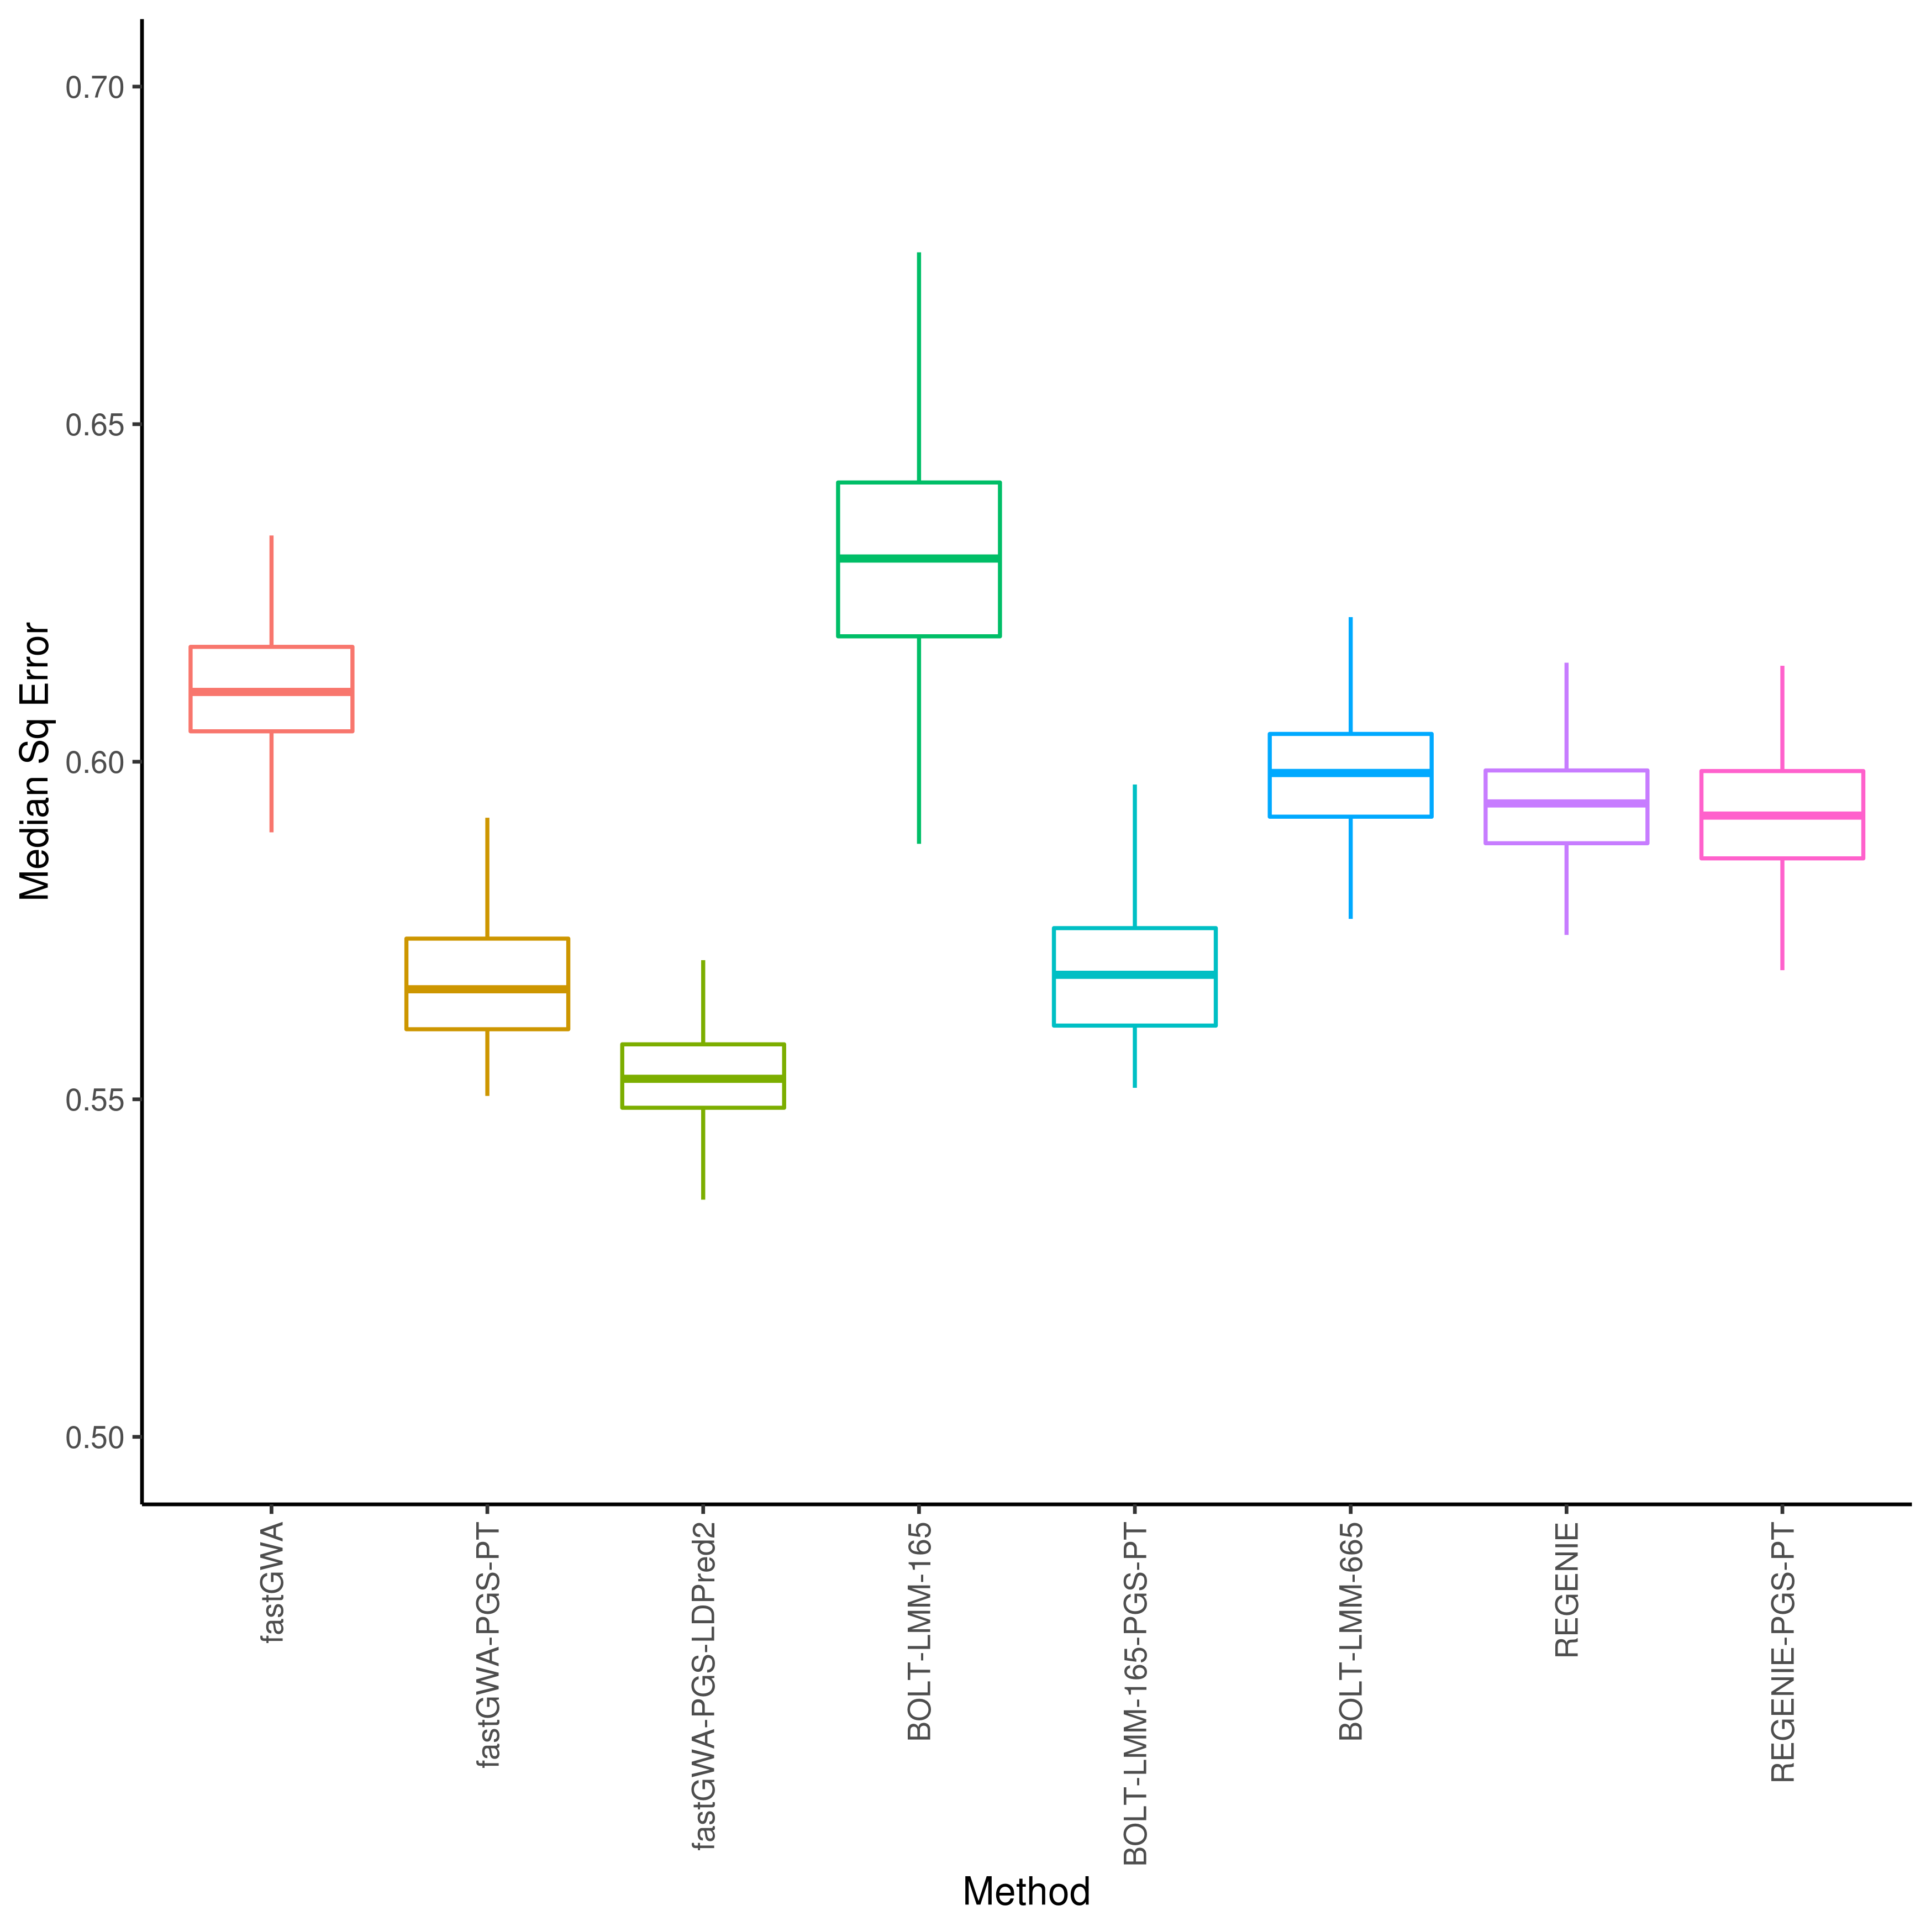 Median Sq Error
0.70
0.65
0.60
0.55
0.50
fastGWA
fastGWA-PGS-PT
fastGWA-PGS-LDPred2
BOLT-LMM-165
BOLT-LMM-165-PGS-PT
BOLT-LMM-665
REGENIE
REGENIE-PGS-PT
Method